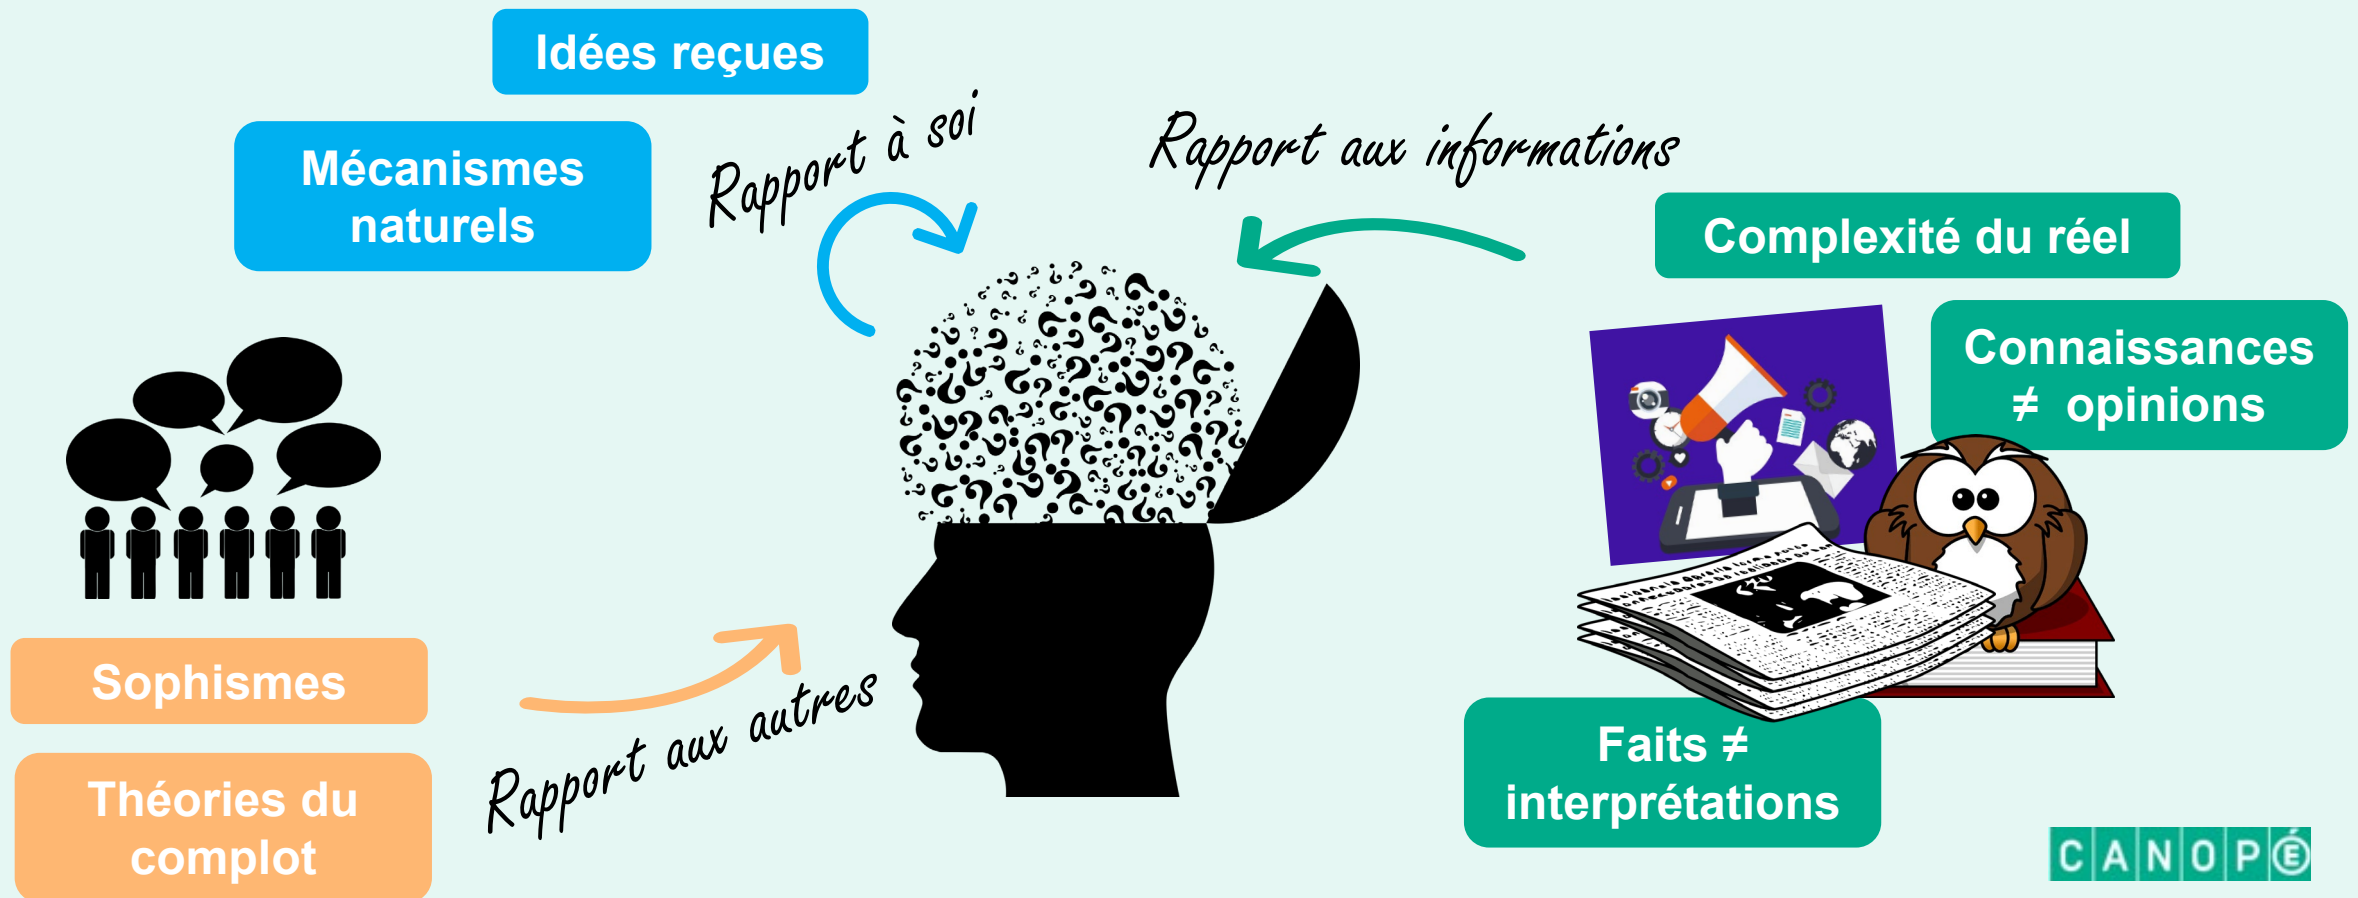 Idées reçues
Mécanismes
naturels
Rapport à soi
Rapport aux informations
Complexité du réel
Connaissances
≠ opinions
Sophismes
Théories du
complot
Rapport aux autres
Faits ≠
interprétations
CANOPÉ